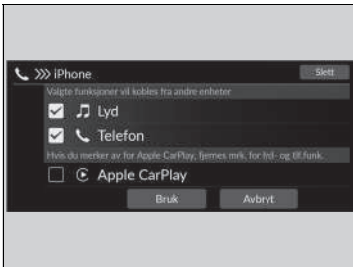 iPhone
Slett
Valgte funksjoner vil kobles fra andre enheter
Lyd
Telefon
Hvis du merker av for Apple CarPlay, fjernes mrk. for lyd- og tlf.funk.
Apple CarPlay
Bruk
Avbryt